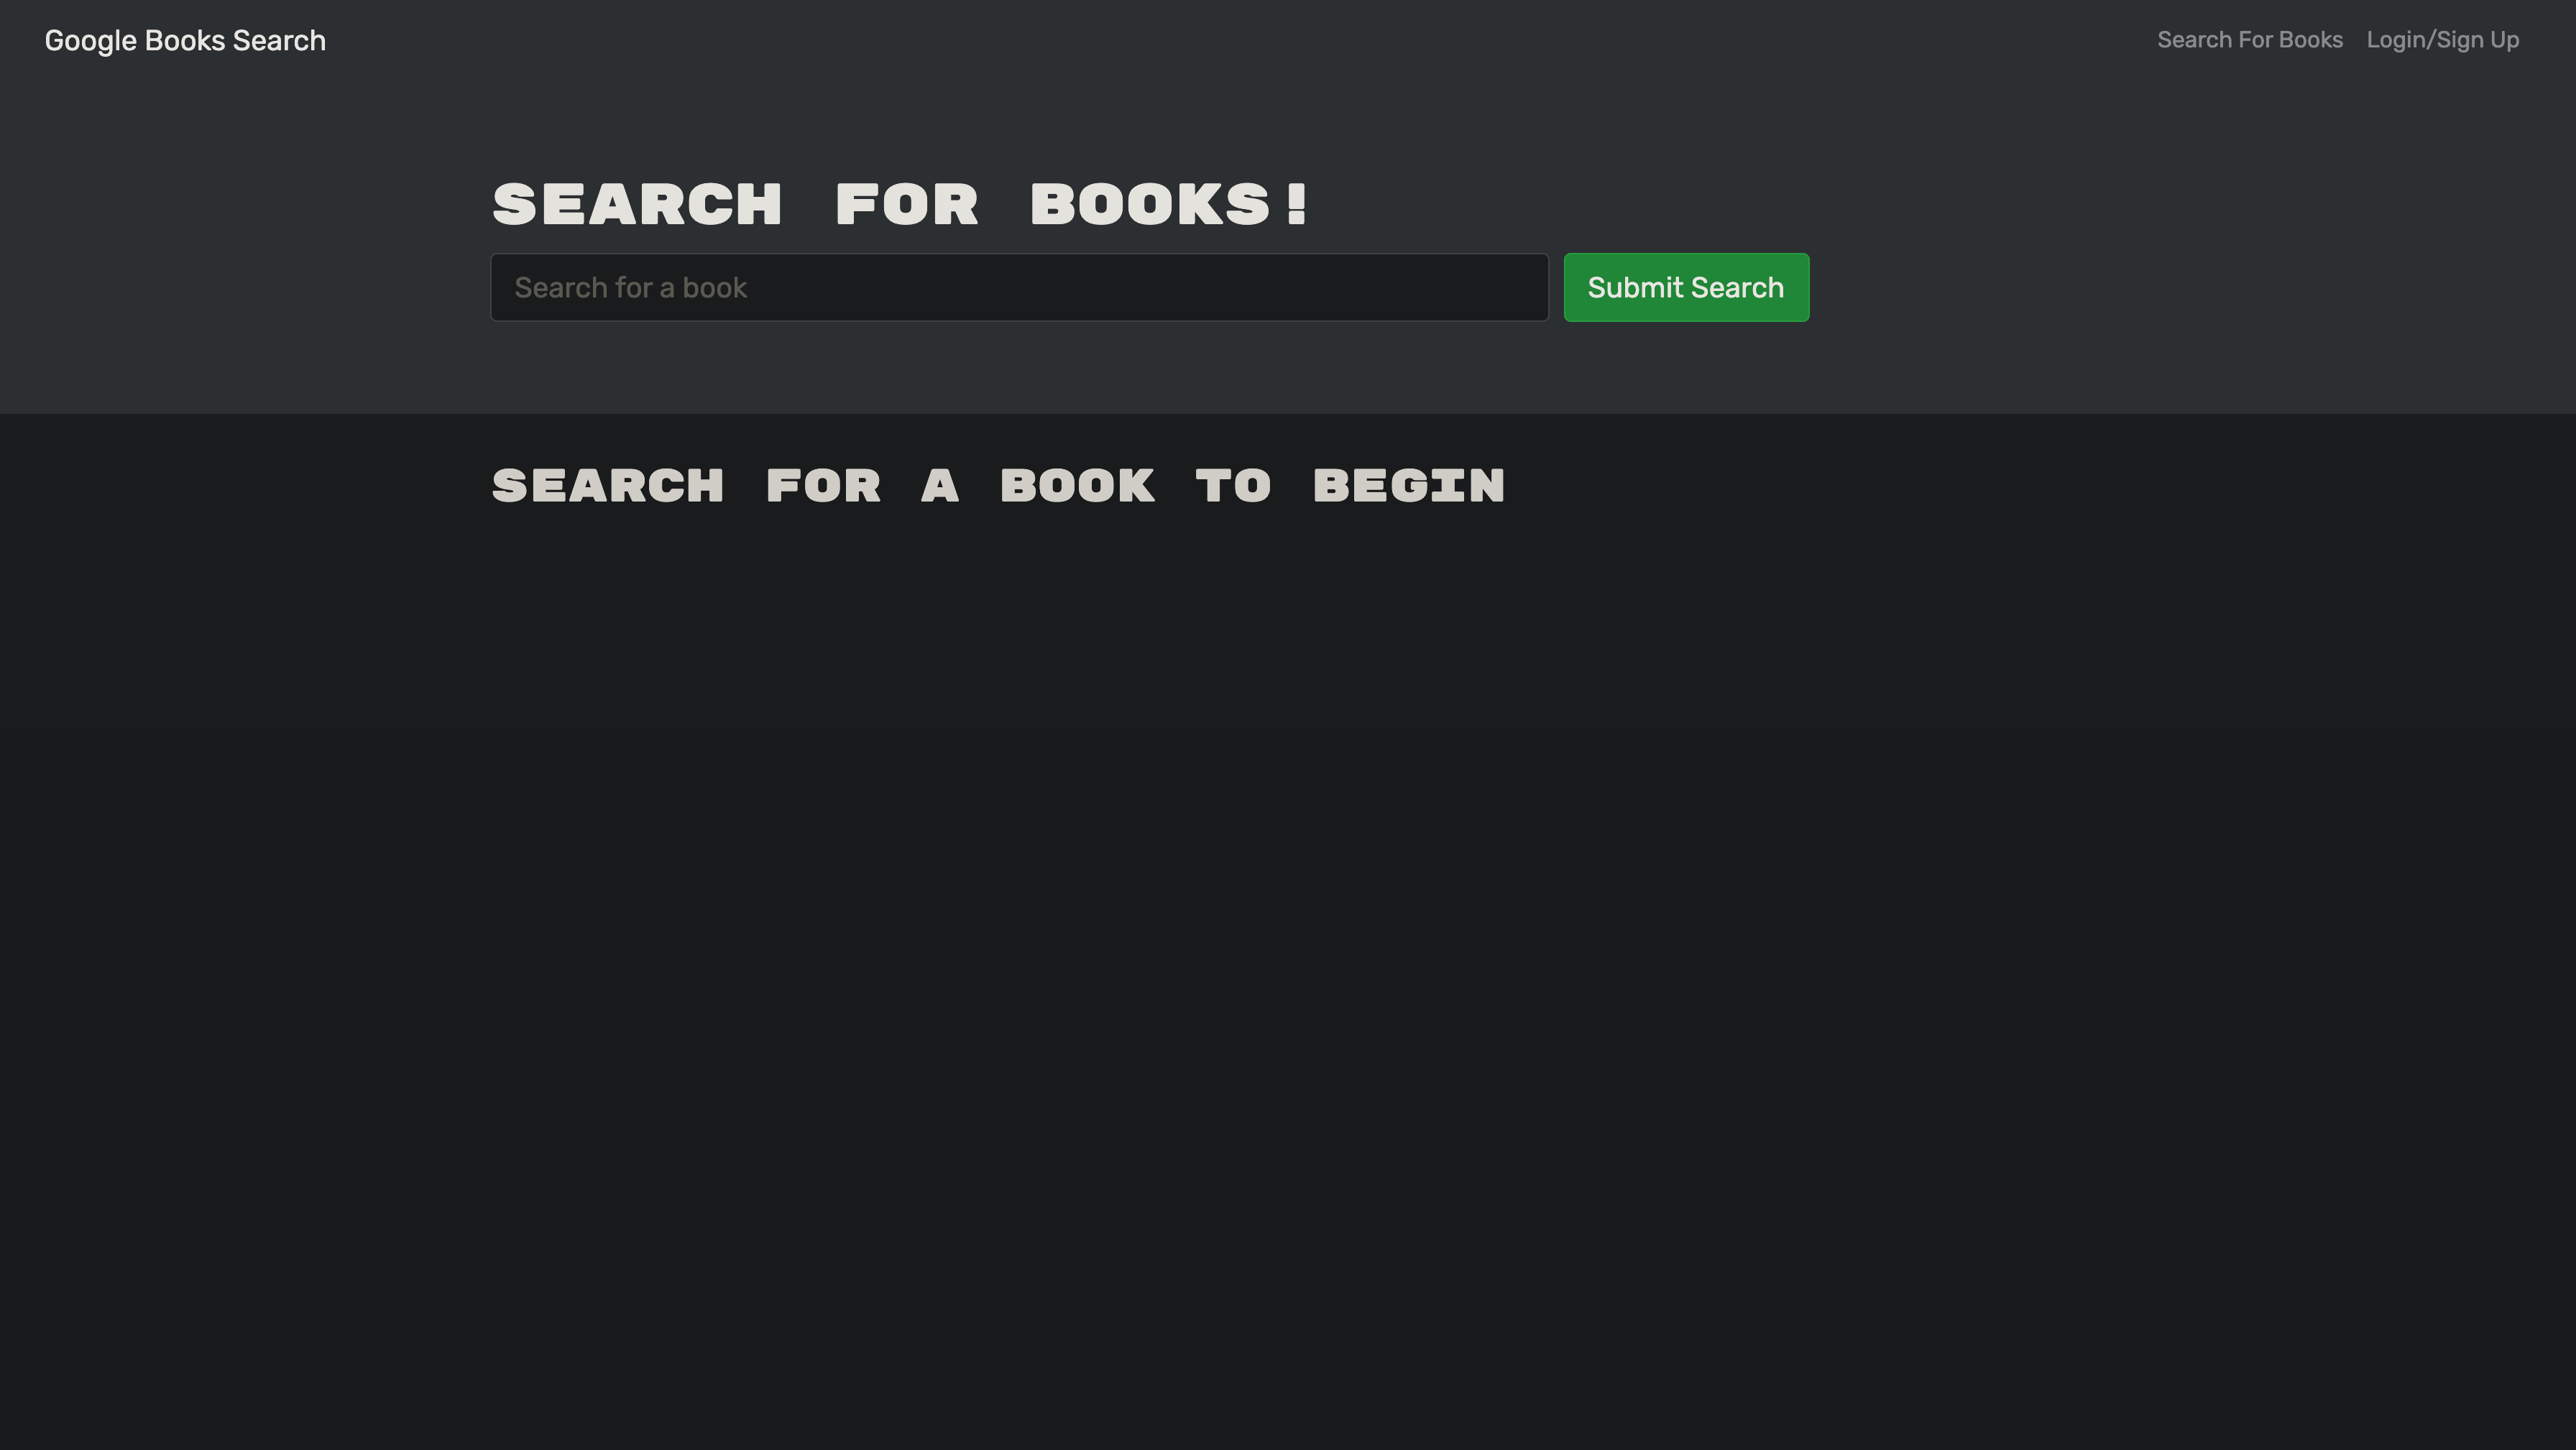 Google Books Search
Search For Books
Login/Sign Up
SEARCH FOR BOOKS!
Search for a book
Submit Search
SEARCH FOR A BOOK TO BEGIN